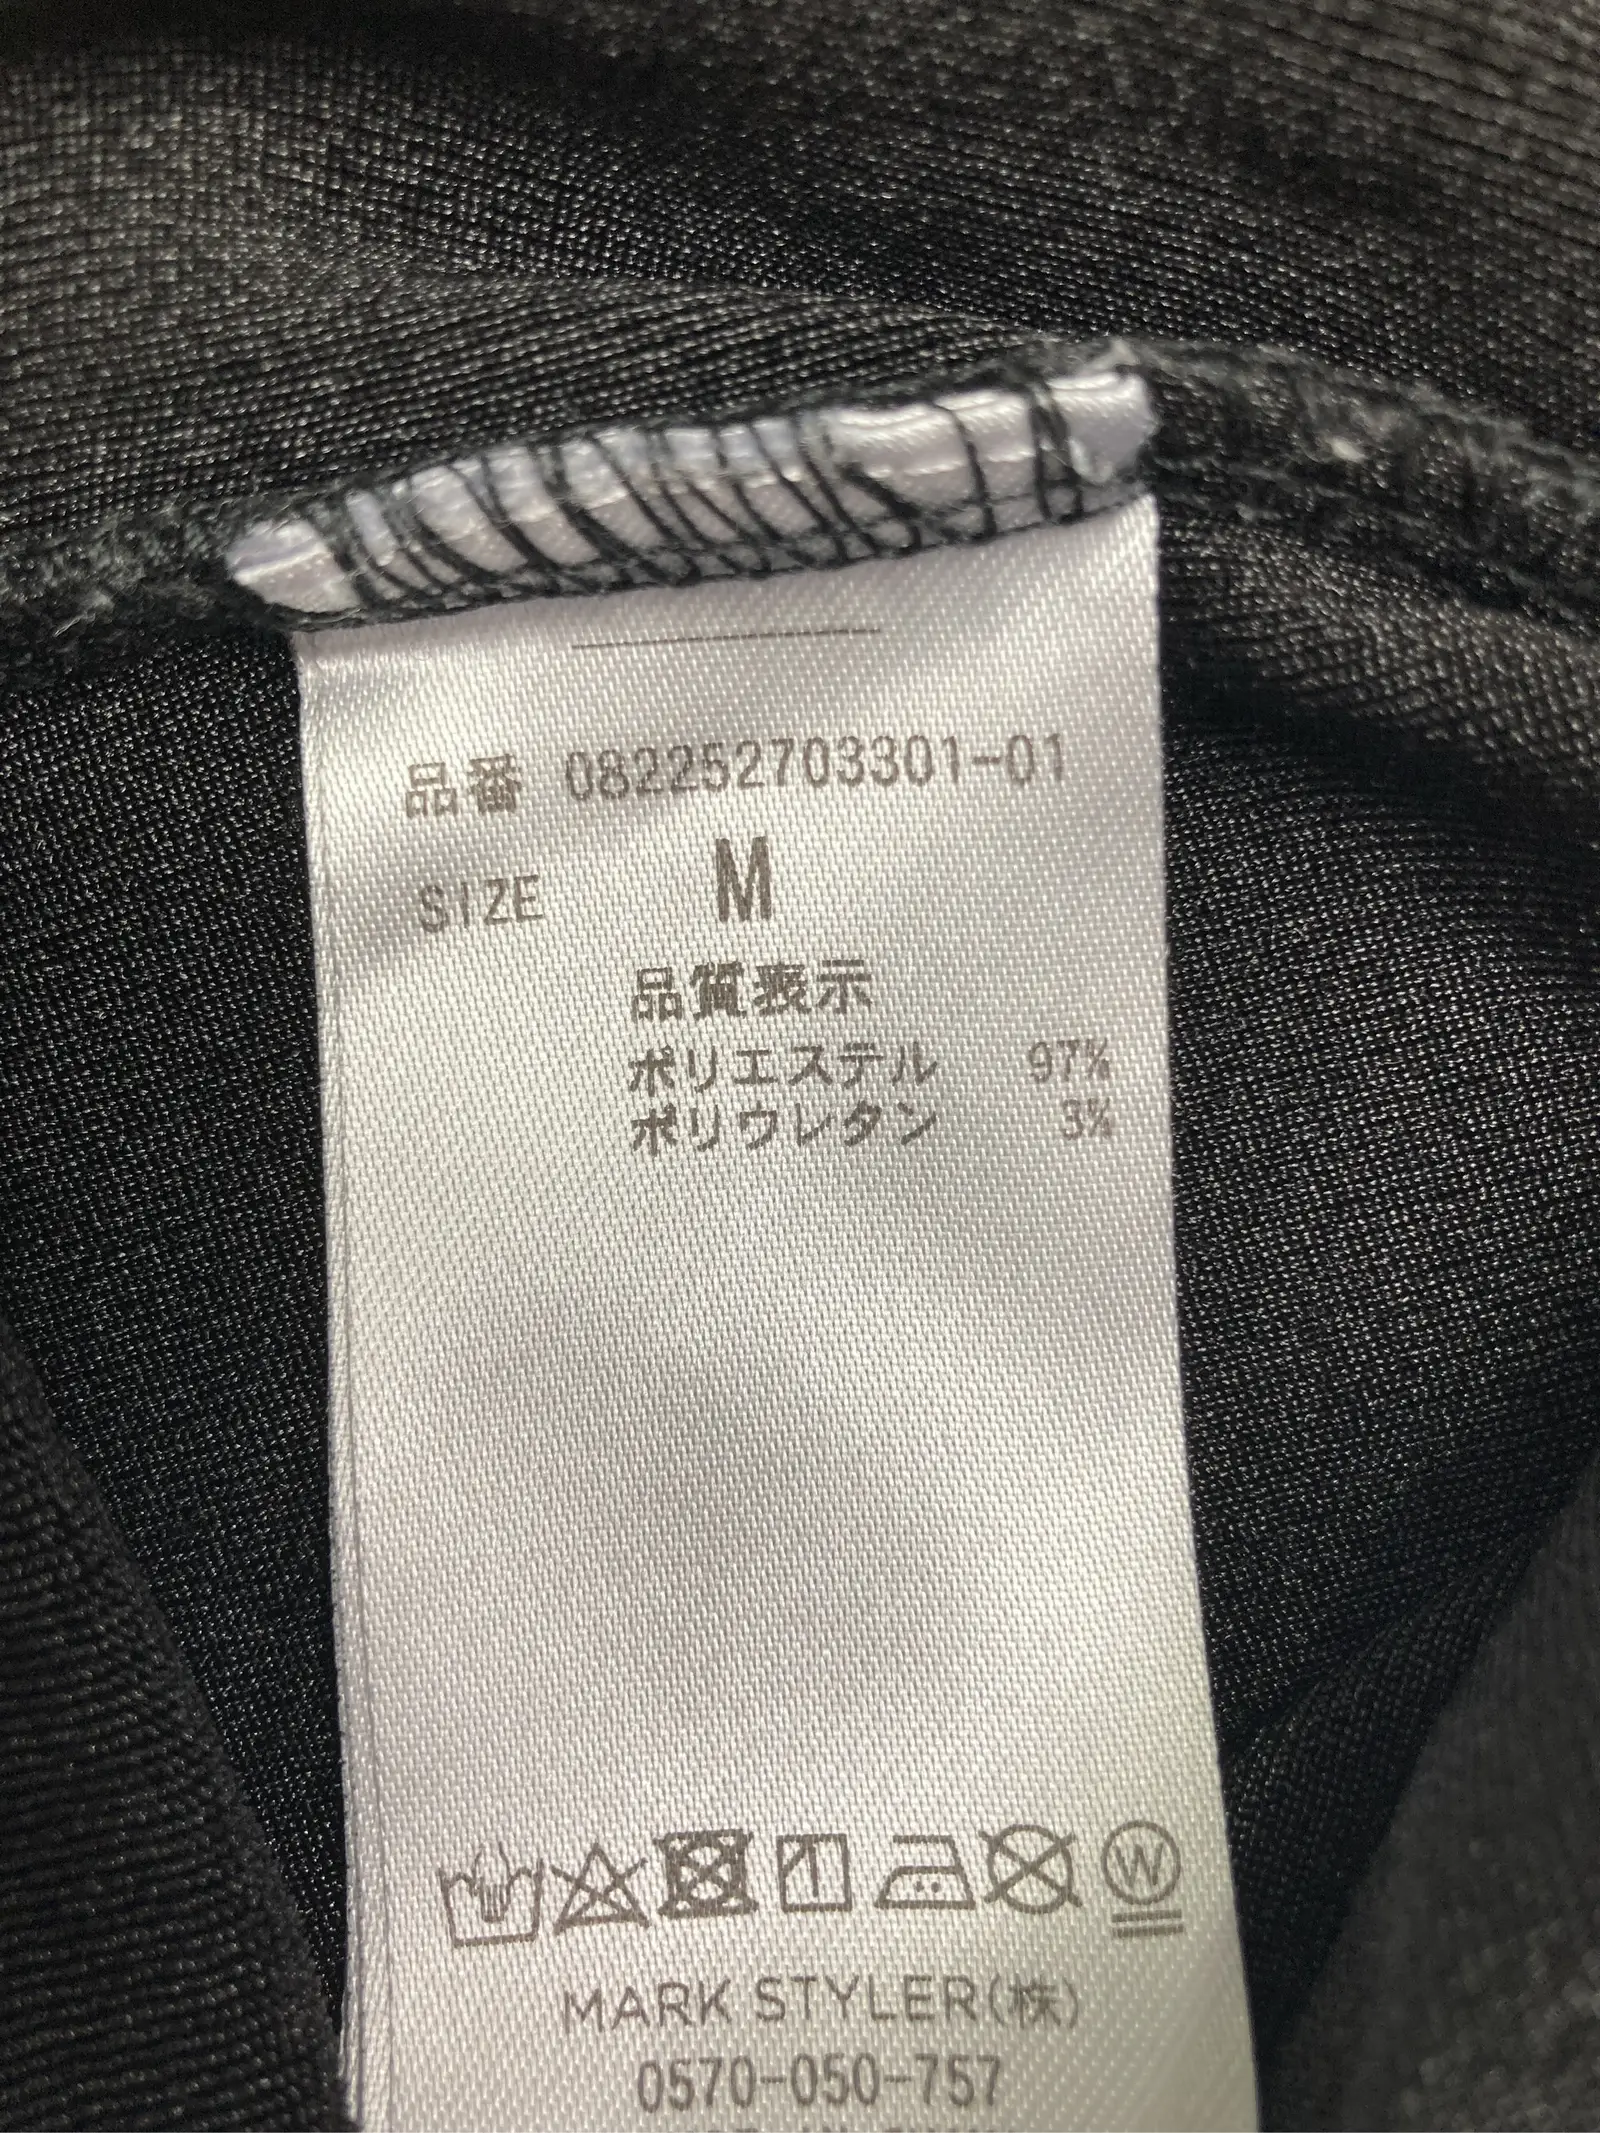 品番 082252703301-01
SIZE M
品質表示
ポリエステル 97%
ポリウレタン 3%
W
MARK STYLER(株)
0570-050-757